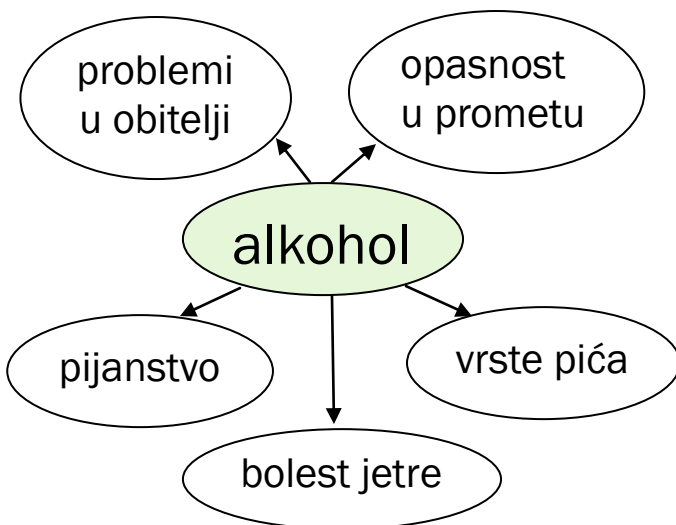 problemi
u obitelji
opasnost
u prometu
alkohol
pijanstvo
vrste pića
bolest jetre